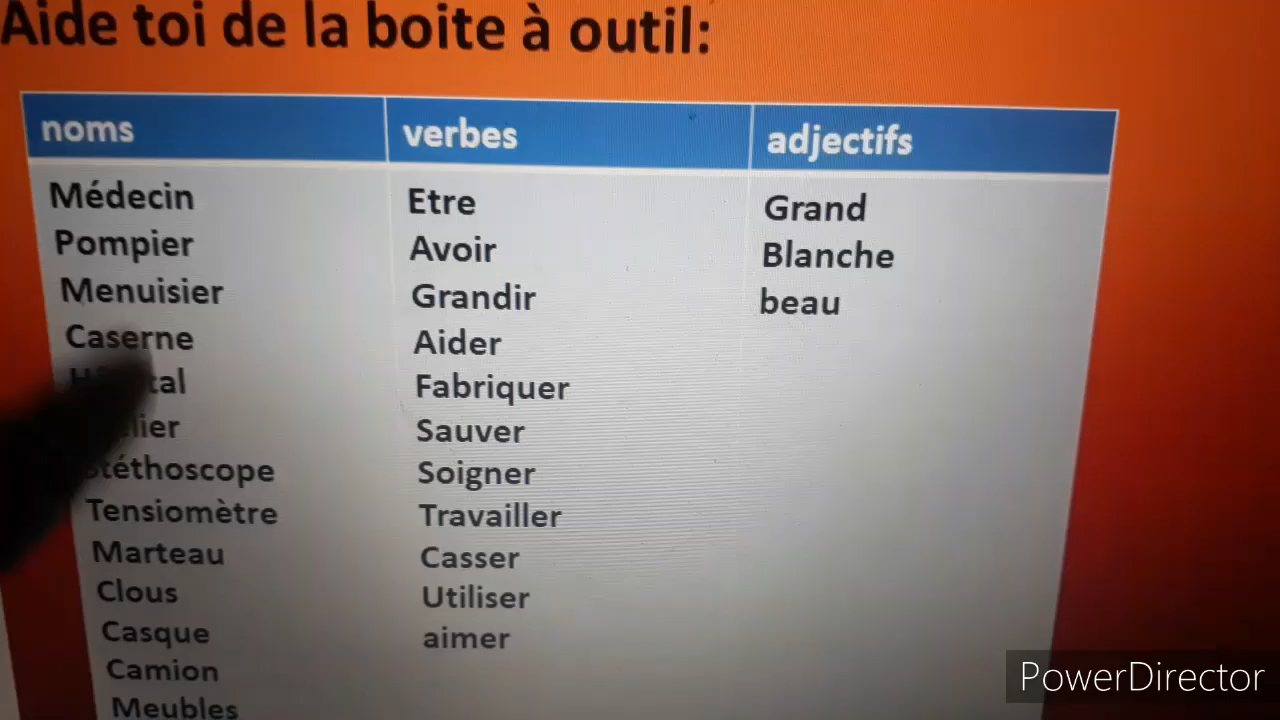 Aide toi de la boite à outil:
noms verbes adjectifs
Médecin Etre Grand
Pompier Avoir Blanche
Menuisier Grandir beau
Caserne Aider
Fabriquer
Sauver
Stéthoscope Soigner
Tensiomètre Travailler
Marteau Casser
Clous Utiliser
Casque aimer
Camion
Meubles
PowerDirector